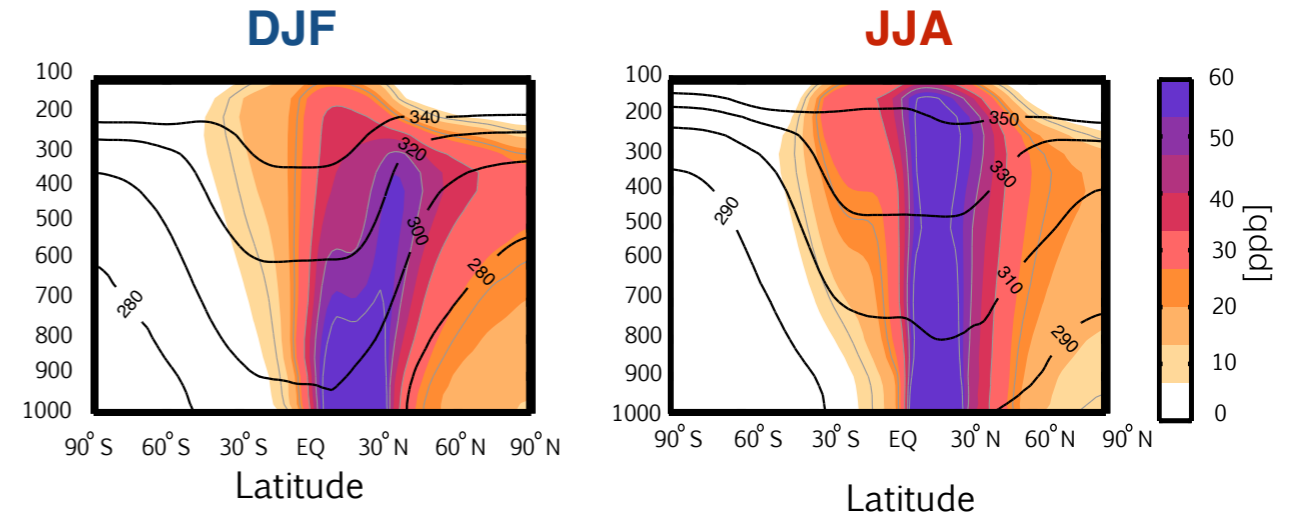 DJF
JJA
100
200
300
400
500
600
700
800
900
1000
340
320
300
280
280
90° S
60° S
30° S
EQ
30° N
60° N
90° N
Latitude
100
200
300
400
500
600
700
800
900
1000
350
330
310
290
290
90° S
60° S
30° S
EQ
30° N
60° N
90° N
Latitude
60
50
40
30
20
10
0
[ppb]